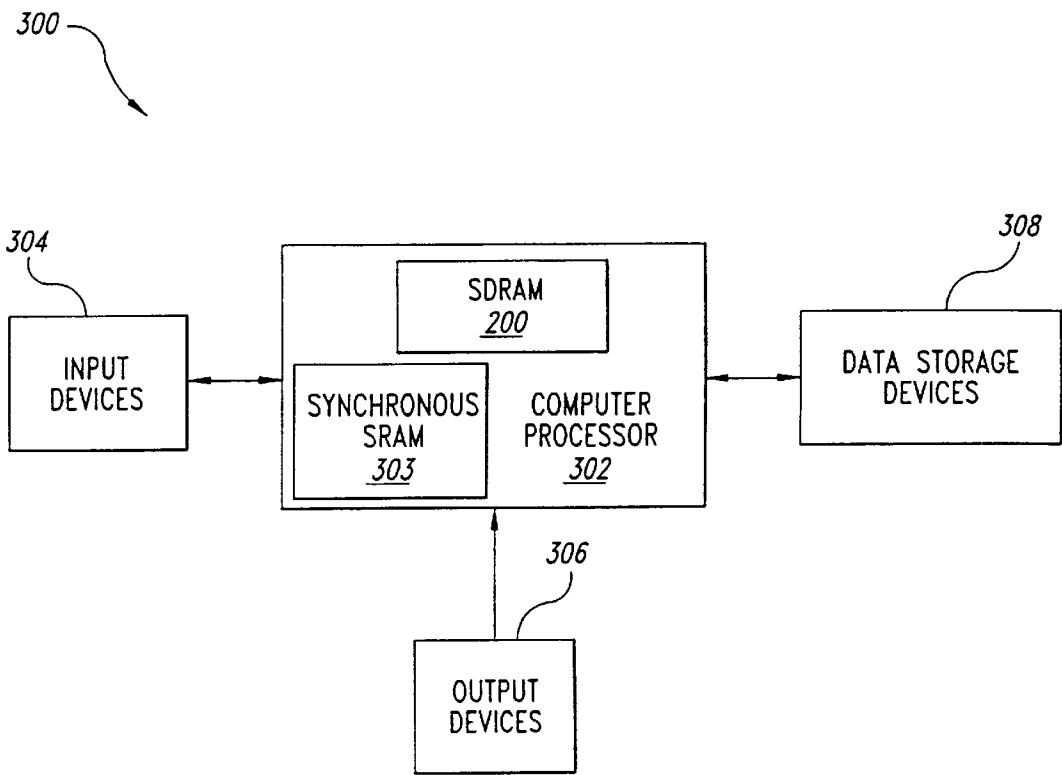 300
304
INPUT
DEVICES
SDRAM
200
SYNCHRONOUS
SRAM
303
COMPUTER
PROCESSOR
302
308
DATA STORAGE
DEVICES
306
OUTPUT
DEVICES